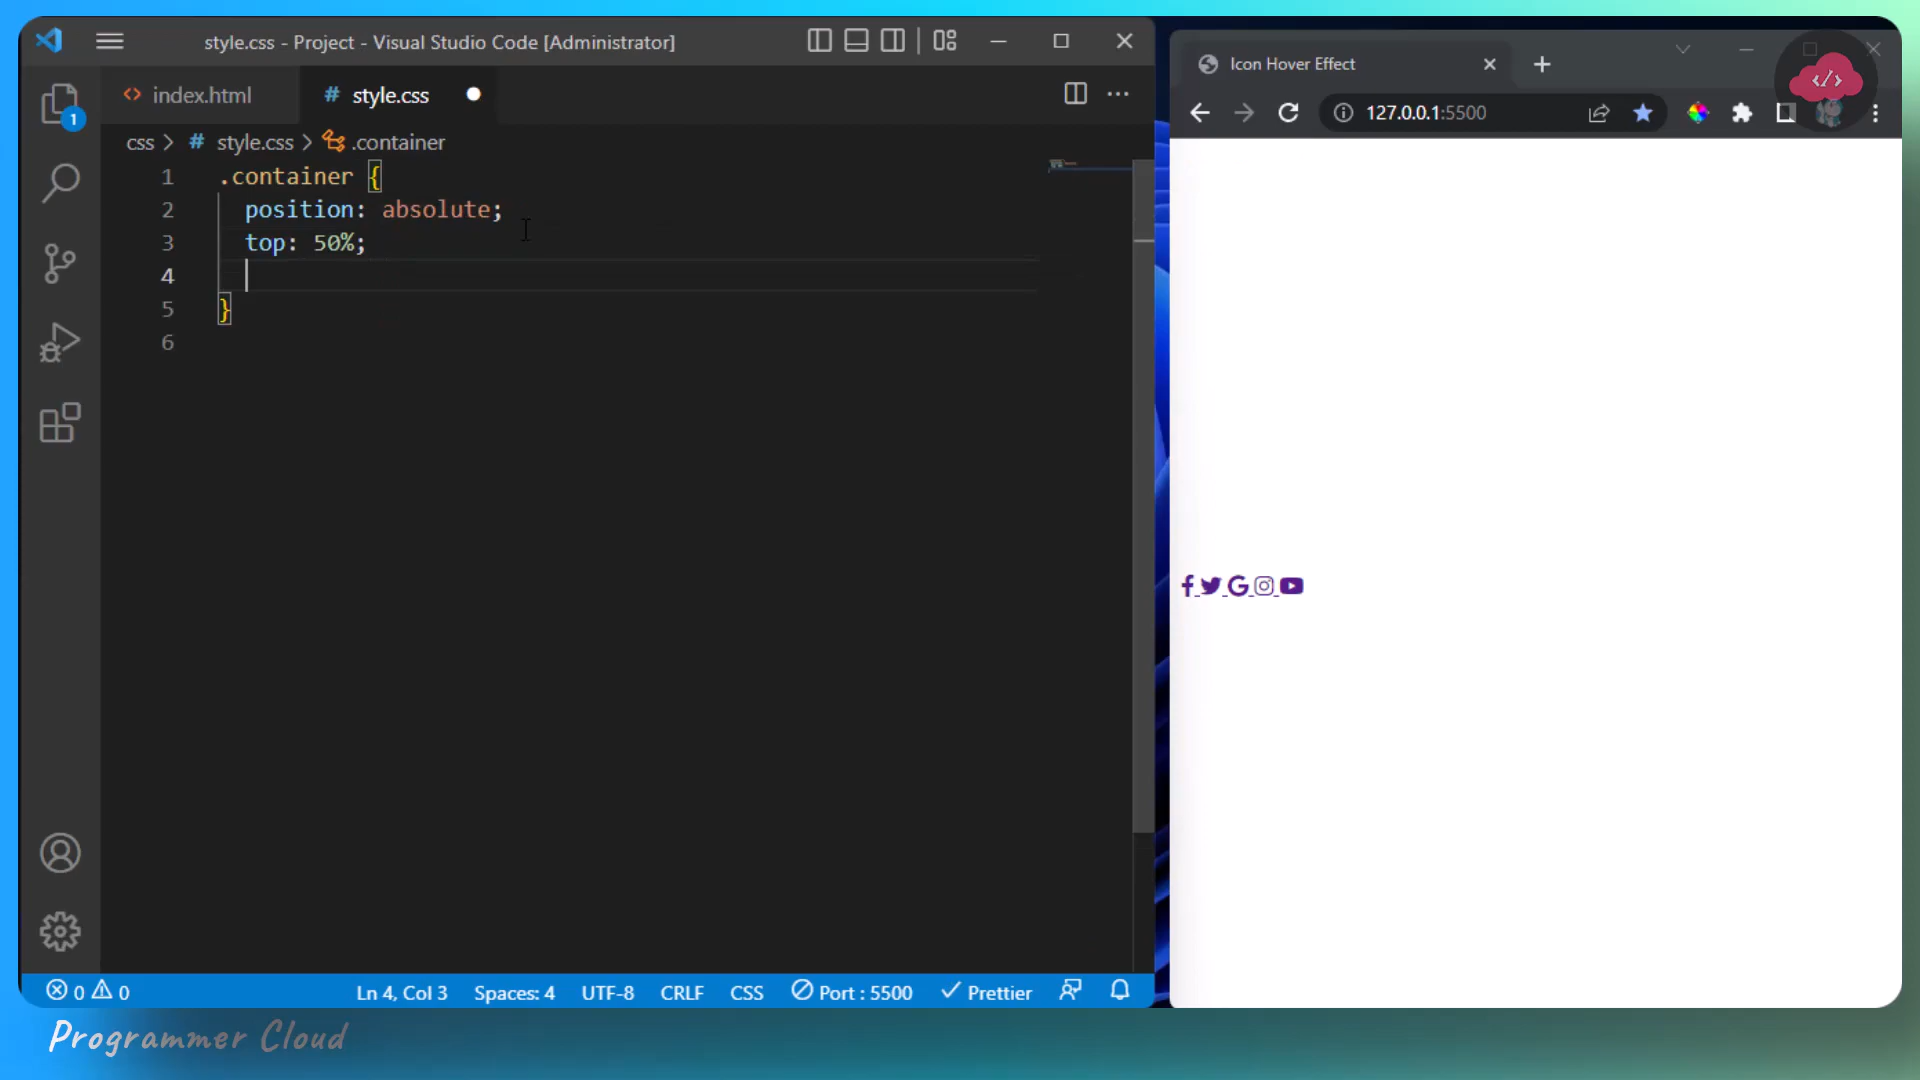 style.css - Project - Visual Studio Code [Administrator]
index.html
# style.css
css > # style.css > .container
1 .container {
2 position: absolute;
3 top: 50%;
4
5 }
6
1
0 0
Ln 4, Col 3
Spaces: 4
UTF-8
CRLF
CSS
Port : 5500
Prettier
Icon Hover Effect
127.0.0.1:5500
</>
Programmer Cloud